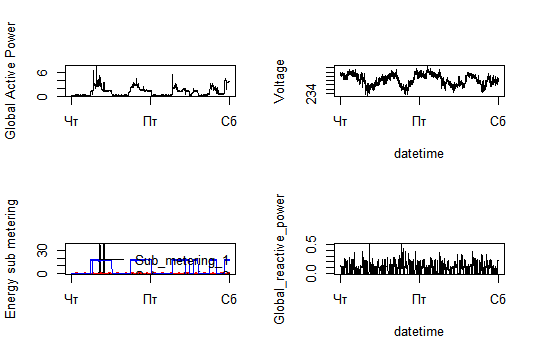 Global Active Power
0 6
Чт Пт Сб
Voltage
234
Чт Пт Сб
datetime
Energy sub metering
0 30
Sub_metering_1
Чт Пт Сб
Global_reactive_power
0.0 0.5
Чт Пт Сб
datetime